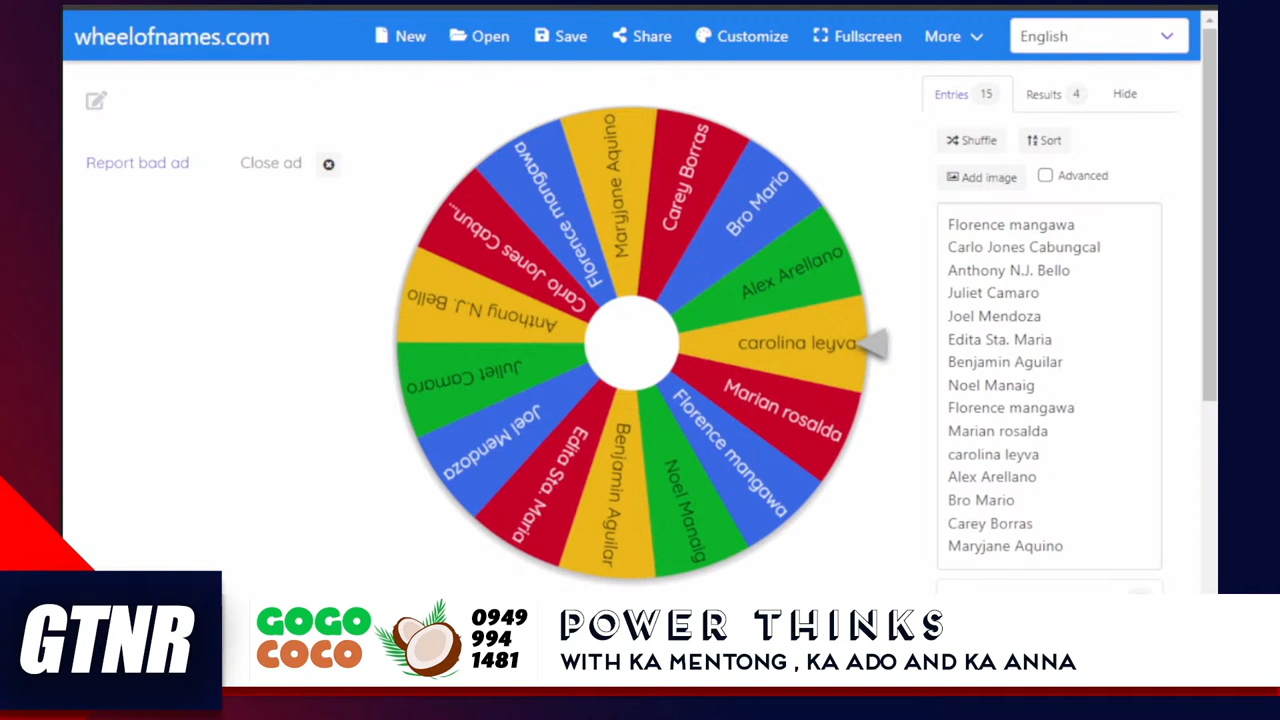 wheelofnames.com
New
Open
Save
Share
Customize
Fullscreen
More
English
Report bad ad
Close ad
Entries 15
Results 4
Hide
Shuffle
Sort
Add image
Advanced
Florence mangawa
Carlo Jones Cabungcal
Anthony N.J. Bello
Juliet Camaro
Joel Mendoza
Edita Sta. Maria
Benjamin Aguilar
Noel Manaig
Florence mangawa
Marian rosalda
carolina leyva
Alex Arellano
Bro Mario
Carey Borras
Maryjane Aquino
Maryjane Aquino
Carey Borras
Bro Mario
Alex Arellano
carolina leyva
Marian rosalda
Florence mangawa
Noel Manaig
Benjamin Aguilar
Edita Sta. Maria
Joel Mendoza
Juliet Camaro
Anthony N.J. Bello
Carlo Jones Cabun...
Florence mangawa
GTNR
GOGO
COCO
0949
994
1481
POWER THINKS
WITH KA MENTONG , KA ADO AND KA ANNA